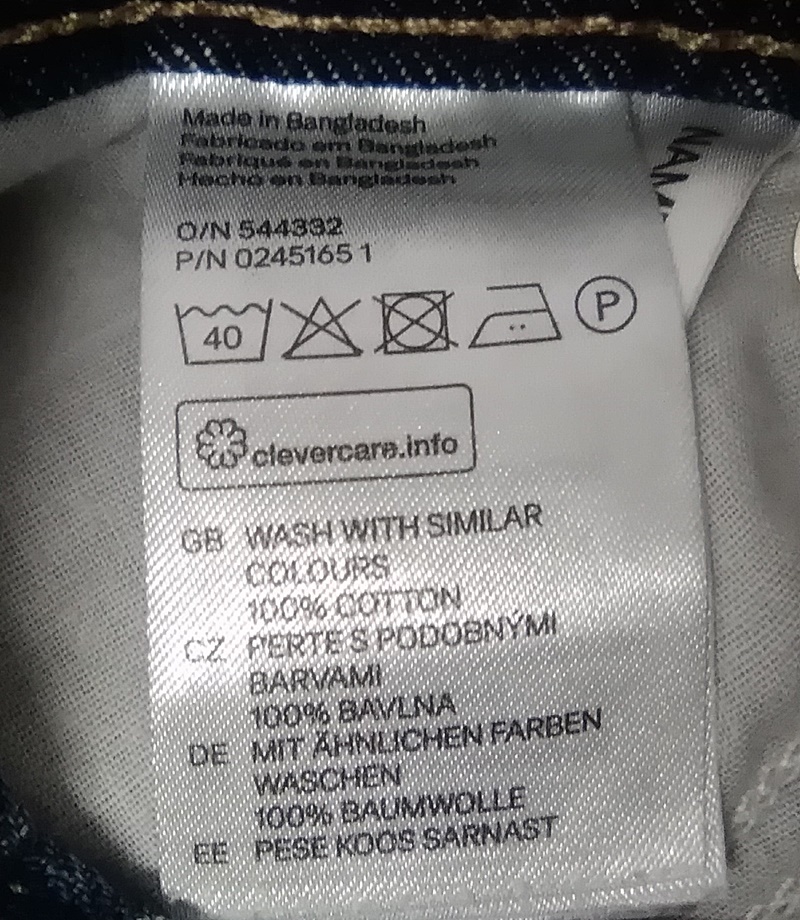 Made in Bangladesh
Fabricado em Bangladesh
Fabriqué en Bangladesh
Hecho en Bangladesh
O/N 544332
P/N 0245165 1
40
P
clevercare.info
GB WASH WITH SIMILAR
COLOURS
100% COTTON
CZ PERTE S PODOBNÝMI
BARVAMI
100% BAVLNA
DE MIT ÄHNLICHEN FARBEN
WASCHEN
100% BAUMWOLLE
EE PESE KOOS SARNAST